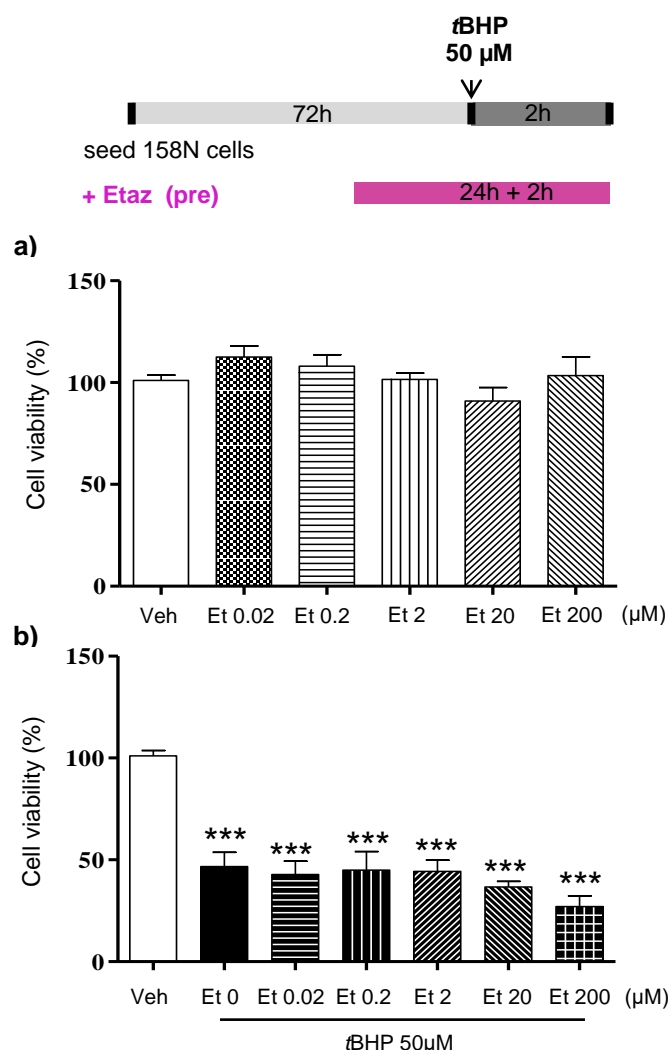 tBHP
50 µM
72h 2h
seed 158N cells
+ Etaz (pre) 24h + 2h
a)
150
100
50
0
Cell viability (%)
Veh Et 0.02 Et 0.2 Et 2 Et 20 Et 200 (µM)
b)
150
100
50
0
Cell viability (%)
*** *** *** *** *** ***
Veh Et 0 Et 0.02 Et 0.2 Et 2 Et 20 Et 200 (µM)
tBHP 50µM